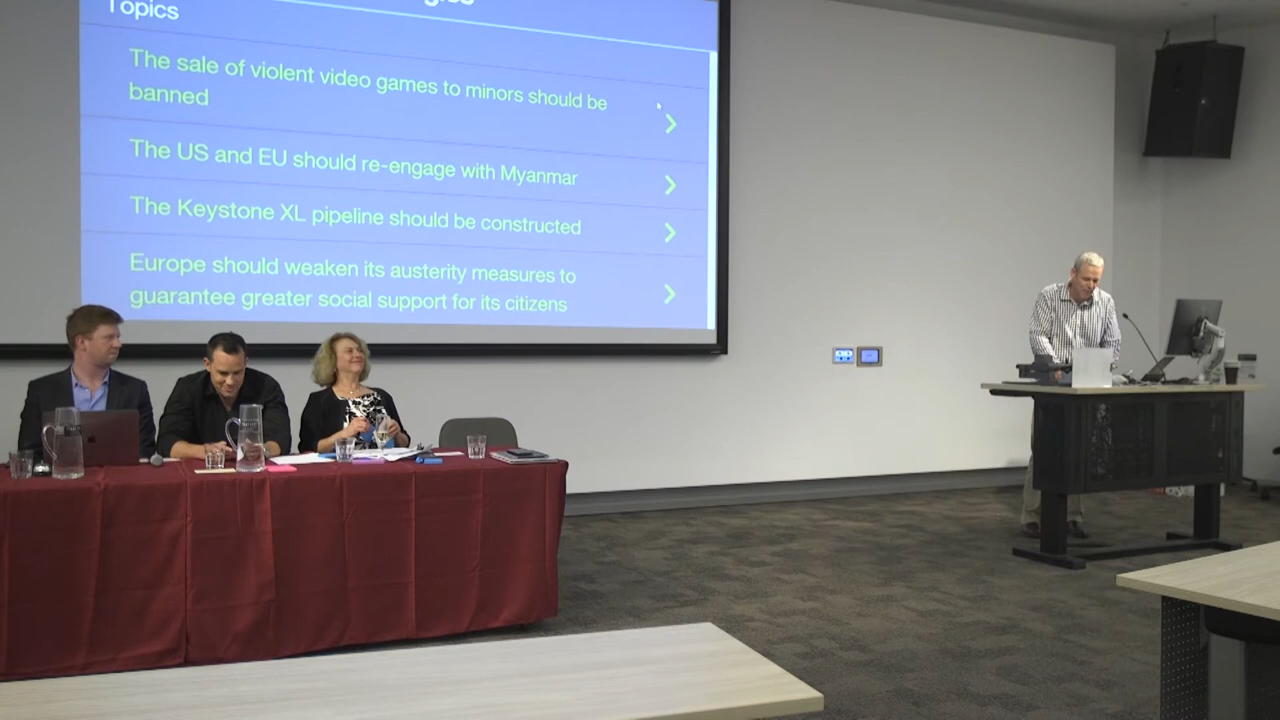 Topics
The sale of violent video games to minors should be
banned
The US and EU should re-engage with Myanmar
The Keystone XL pipeline should be constructed
Europe should weaken its austerity measures to
guarantee greater social support for its citizens